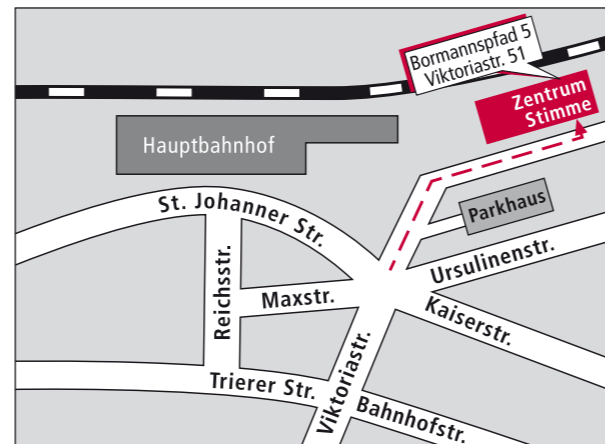 Bormannspfad 5
Viktoriastr. 51
Zentrum
Stimme
Hauptbahnhof
St. Johanner Str.
Parkhaus
Reichsstr.
Maxstr.
Ursulinenstr.
Kaiserstr.
Viktoriastr.
Trierer Str.
Bahnhofstr.